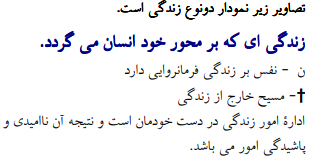 تصاویر زیر نمودار دونوع زندگی است.
زندگی ای که بر محور خود انسان می گردد.
ن - نفس بر زندگی فرمانروایی دارد
✝- مسیح خارج از زندگی
ادارهٔ امور زندگی در دست خودمان است و نتیجه آن ناامیدی و
پاشیدگی امور می باشد.